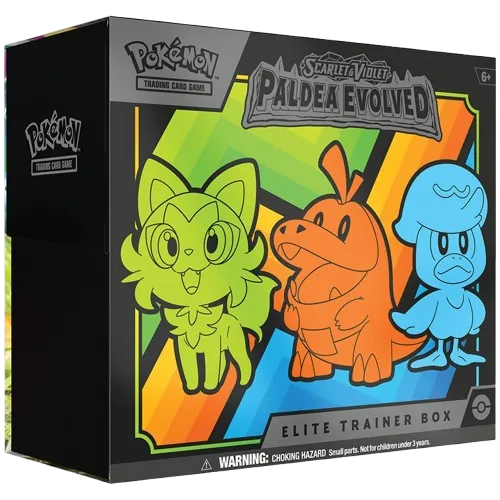 POKéMON
TRADING CARD GAME
SCARLET & VIOLET
PALDEA EVOLVED
6+
POKéMON
TRADING CARD GAME
ELITE TRAINER BOX
WARNING: CHOKING HAZARD Small parts. Not for children under 3 years.